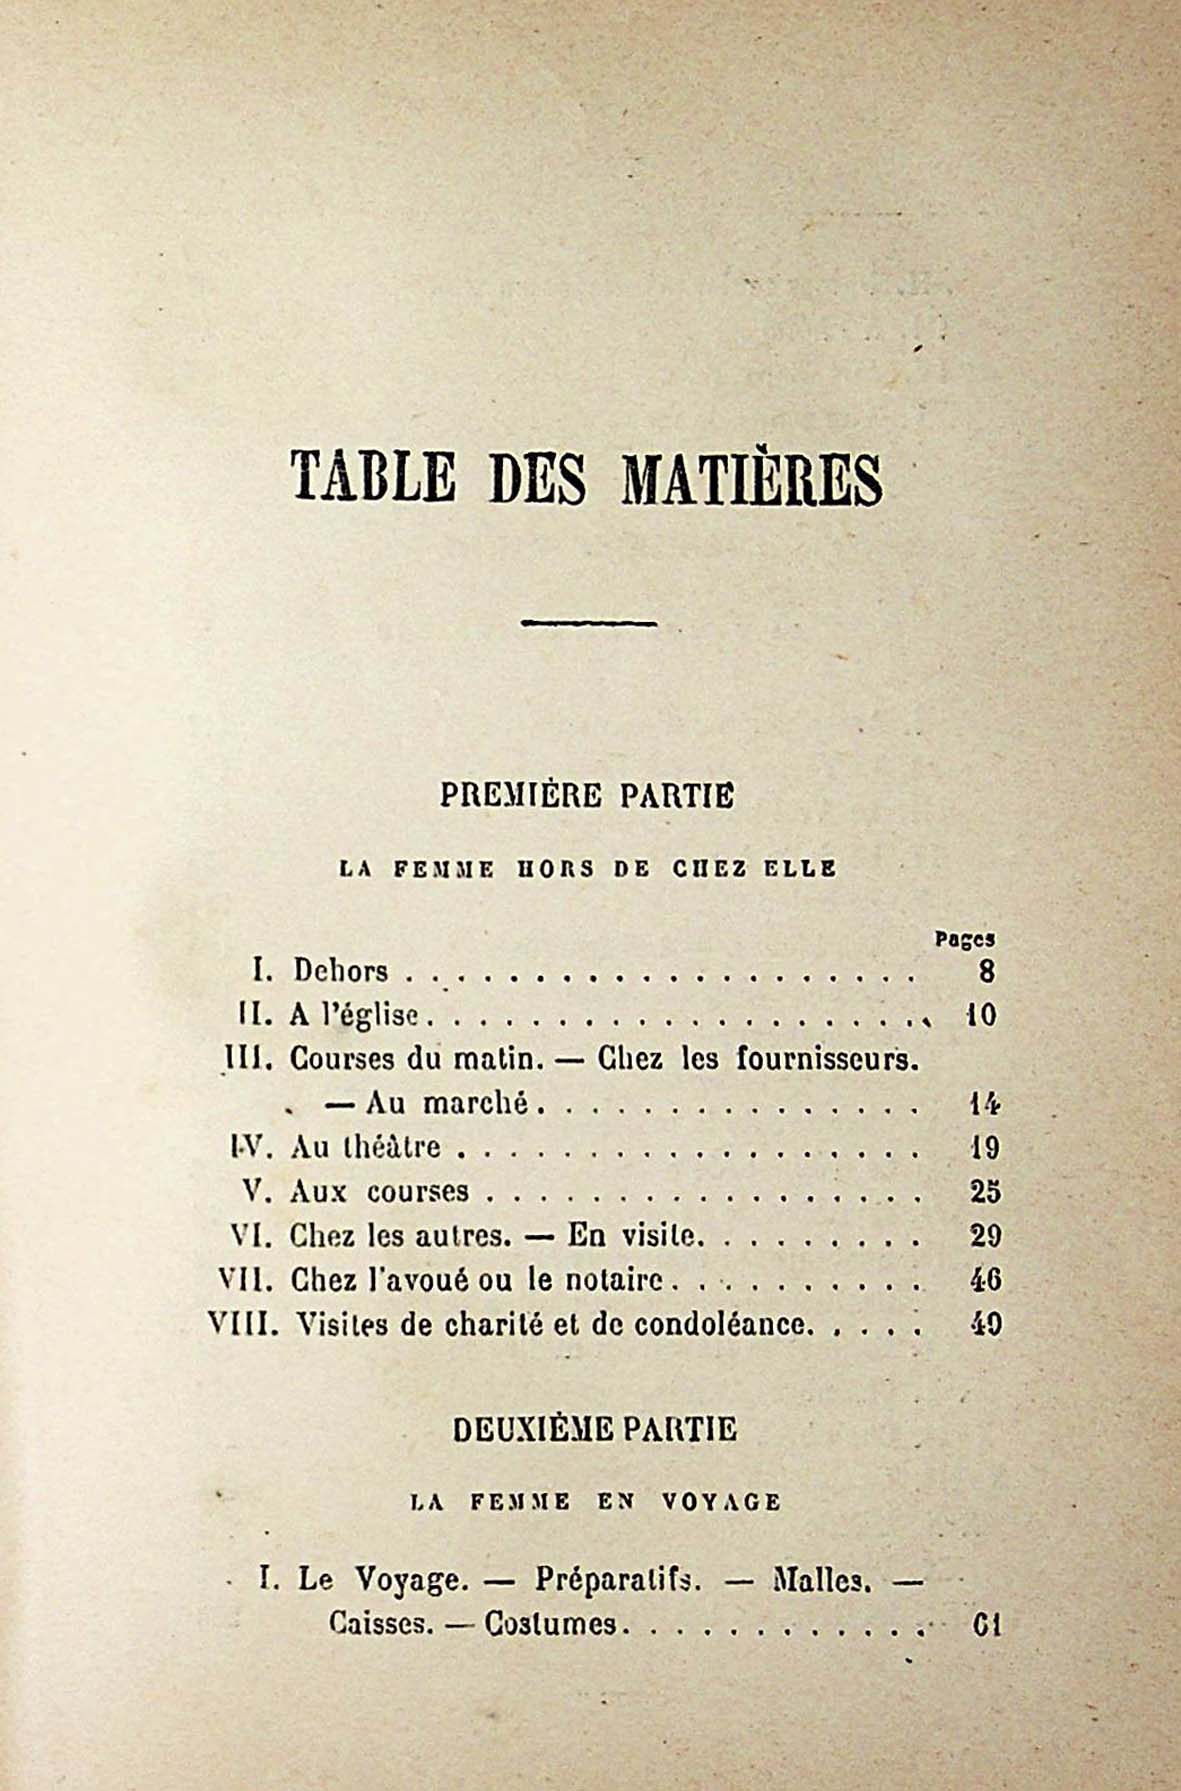 TABLE DES MATIÈRES
PREMIÈRE PARTIE
LA FEMME HORS DE CHEZ ELLE
Pages
I. Dehors . . . . . . . . . . . . . . . . . . . . 8
II. A l'église. . . . . . . . . . . . . . . . . . . . 10
III. Courses du matin. — Chez les fournisseurs.
— Au marché. . . . . . . . . . . . . . . . 14
IV. Au théâtre . . . . . . . . . . . . . . . . . . 19
V. Aux courses . . . . . . . . . . . . . . . . . 25
VI. Chez les autres. — En visite. . . . . . . . . 29
VII. Chez l'avoué ou le notaire. . . . . . . . . . 46
VIII. Visites de charité et de condoléance. . . . . 49
DEUXIÈME PARTIE
LA FEMME EN VOYAGE
I. Le Voyage. — Préparatifs. — Malles. —
Caisses. — Costumes. . . . . . . . . . . . 61